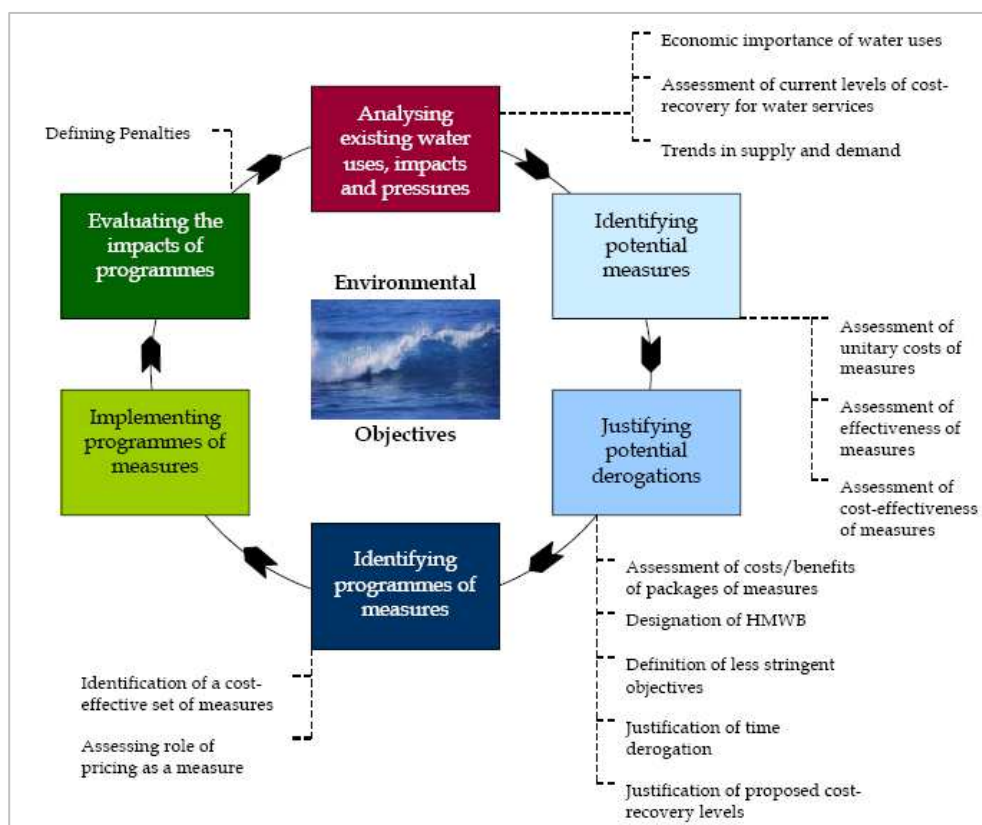 Economic importance of water uses
Assessment of current levels of cost-
recovery for water services
Trends in supply and demand
Defining Penalties
Analysing
existing water
uses, impacts
and pressures
Evaluating the
impacts of
programmes
Identifying
potential
measures
Environmental
Objectives
Assessment of
unitary costs of
measures
Assessment of
effectiveness of
measures
Assessment of
cost-effectiveness
of measures
Implementing
programmes of
measures
Justifying
potential
derogations
Identifying
programmes of
measures
Assessment of costs/benefits
of packages of measures
Designation of HMWB
Definition of less stringent
objectives
Justification of time
derogation
Justification of proposed cost-
recovery levels
Identification of a cost-
effective set of measures
Assessing role of
pricing as a measure